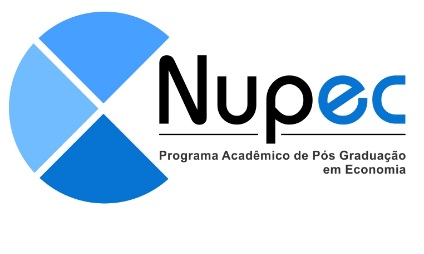 Nupec
Programa Acadêmico de Pós Graduação
em Economia